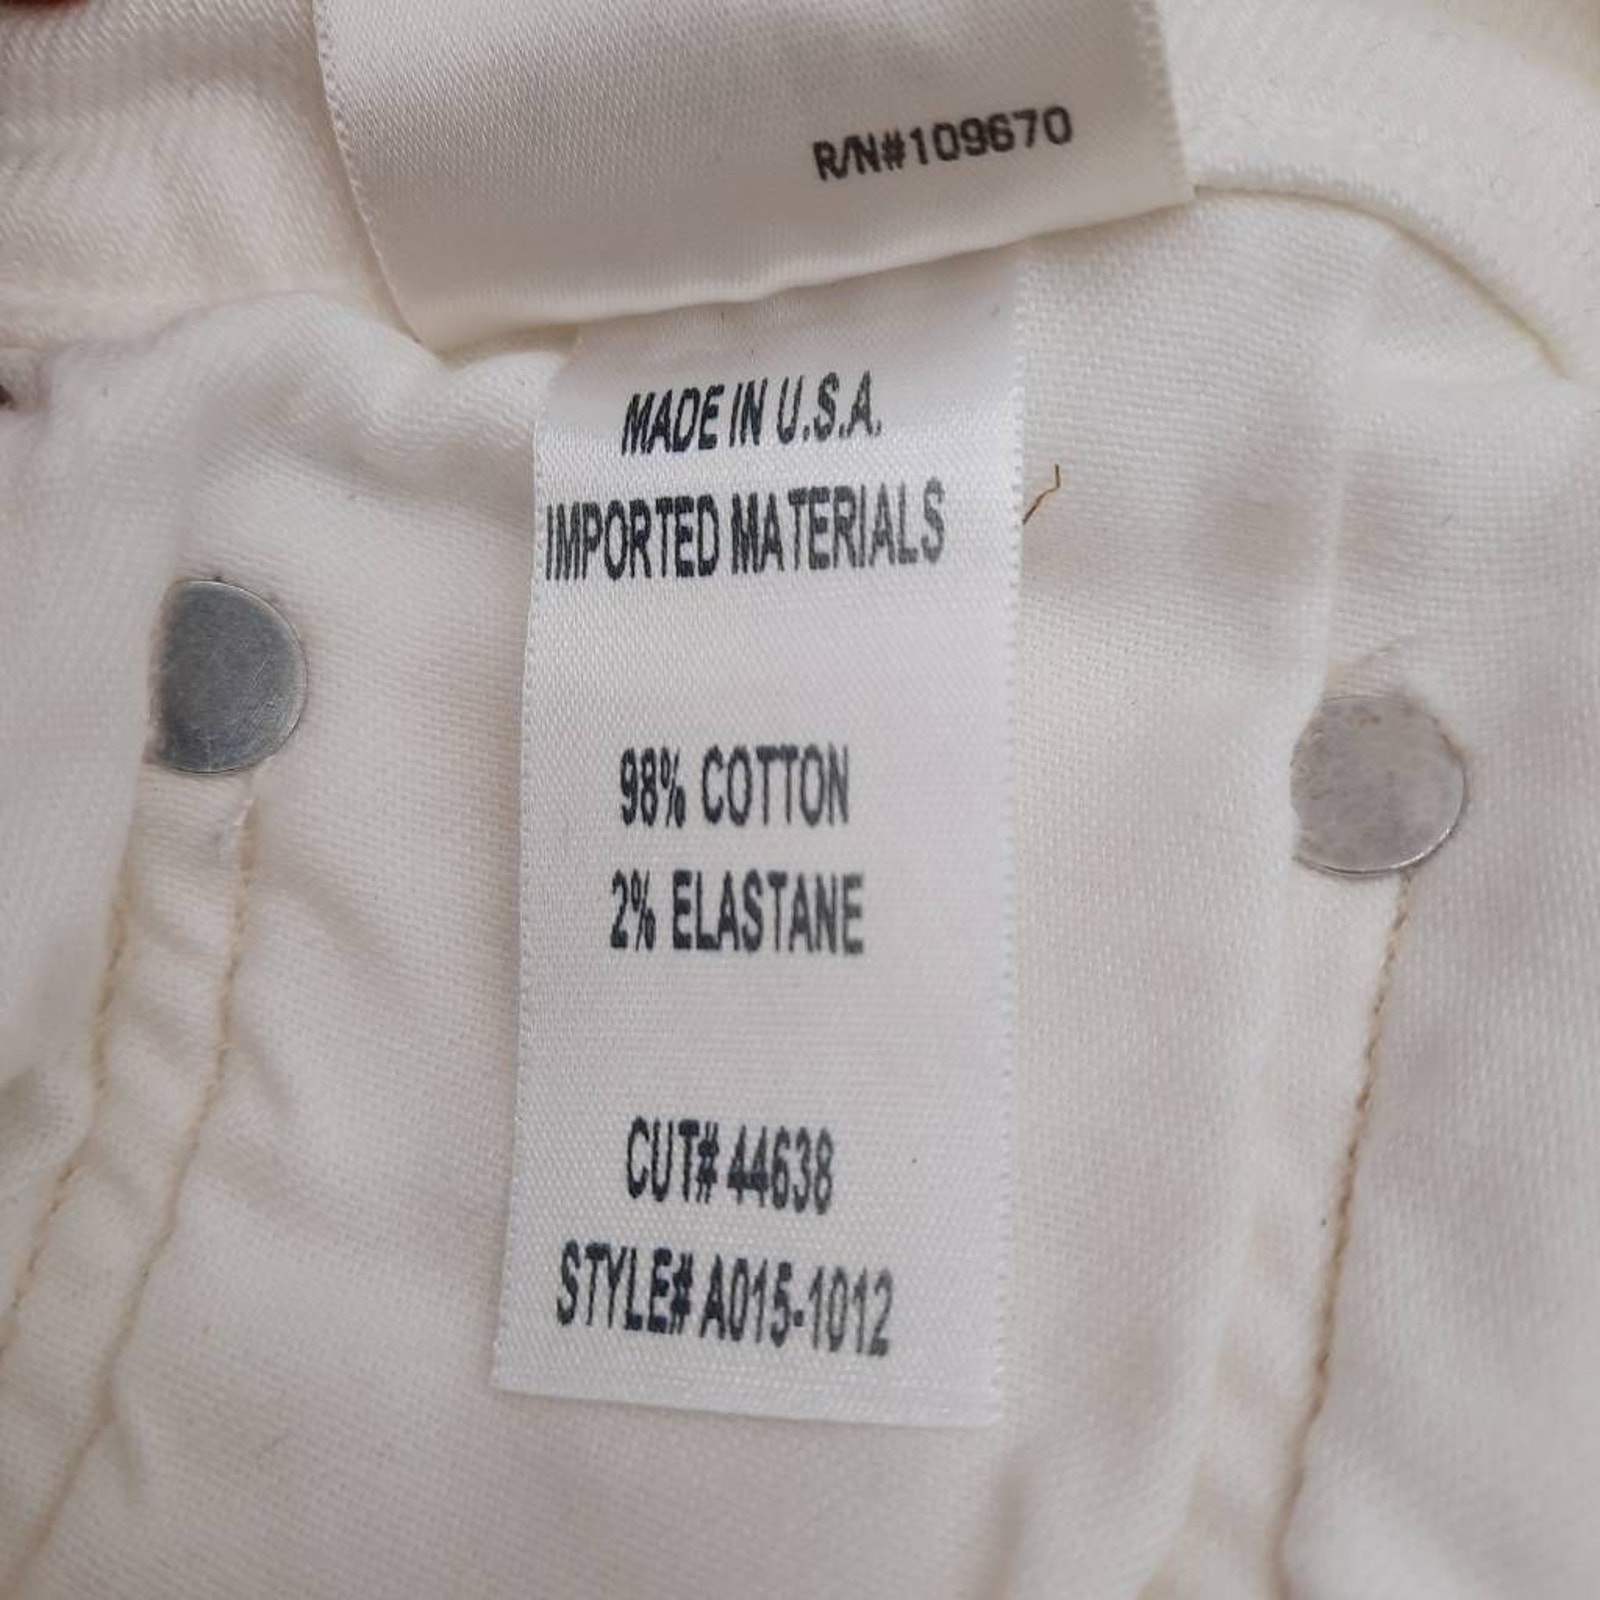 R/N#109670
MADE IN U.S.A.
IMPORTED MATERIALS
98% COTTON
2% ELASTANE
CUT# 44638
STYLE# A015-1012